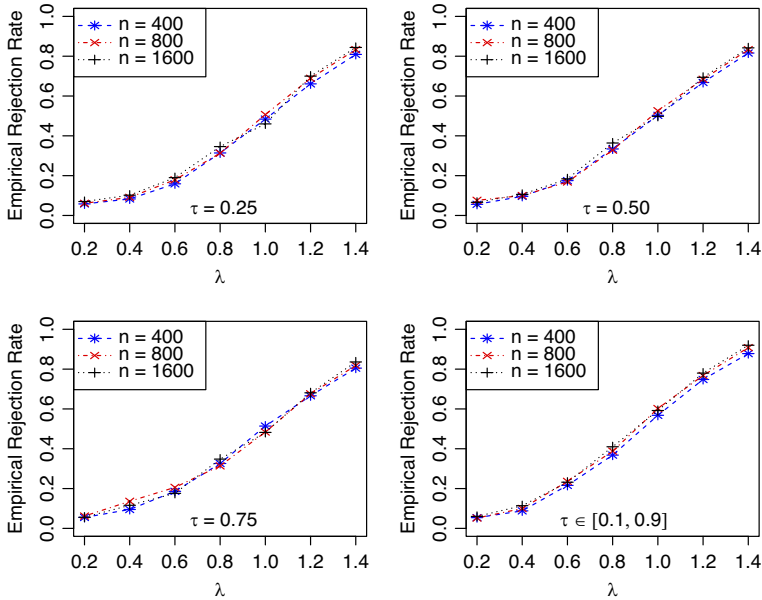 Empirical Rejection Rate
0.0 0.2 0.4 0.6 0.8 1.0
n = 400
n = 800
n = 1600
τ = 0.25
0.2 0.4 0.6 0.8 1.0 1.2 1.4
λ
Empirical Rejection Rate
0.0 0.2 0.4 0.6 0.8 1.0
n = 400
n = 800
n = 1600
τ = 0.50
0.2 0.4 0.6 0.8 1.0 1.2 1.4
λ
Empirical Rejection Rate
0.0 0.2 0.4 0.6 0.8 1.0
n = 400
n = 800
n = 1600
τ = 0.75
0.2 0.4 0.6 0.8 1.0 1.2 1.4
λ
Empirical Rejection Rate
0.0 0.2 0.4 0.6 0.8 1.0
n = 400
n = 800
n = 1600
τ ∈ [0.1, 0.9]
0.2 0.4 0.6 0.8 1.0 1.2 1.4
λ